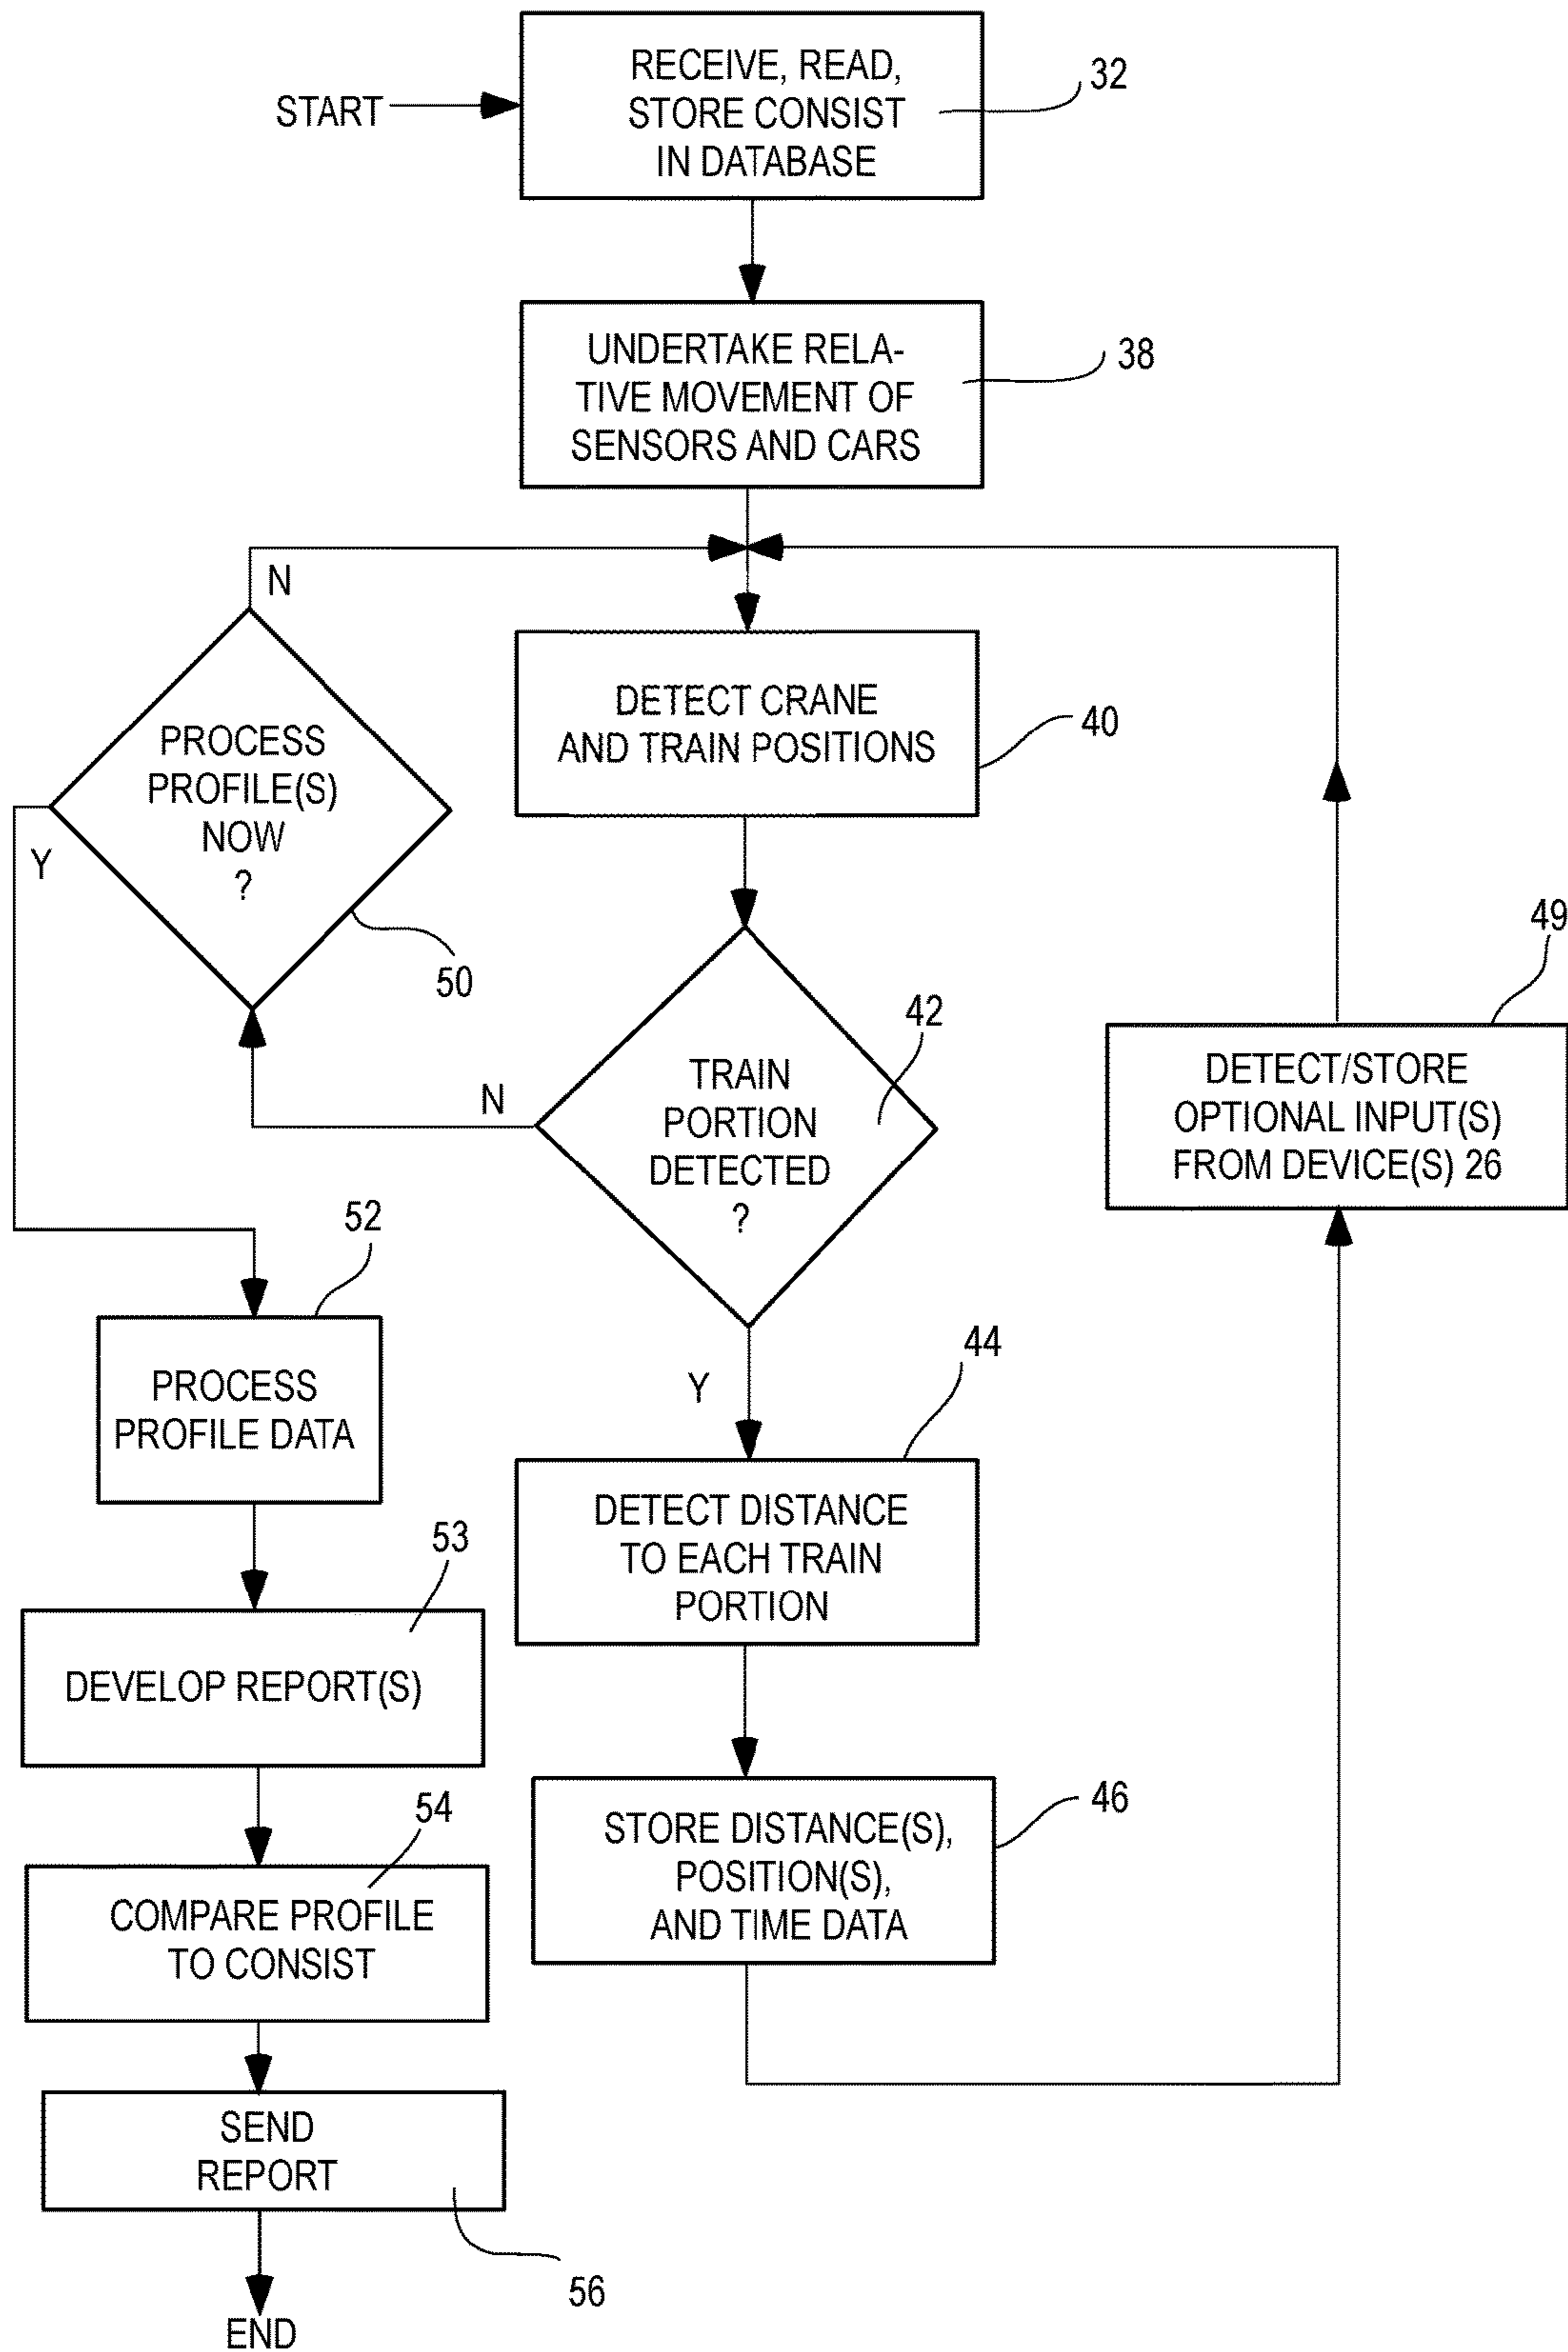 START
RECEIVE, READ,
STORE CONSIST
IN DATABASE
32
UNDERTAKE RELA-
TIVE MOVEMENT OF
SENSORS AND CARS
38
N
PROCESS
PROFILE(S)
NOW
?
Y
50
DETECT CRANE
AND TRAIN POSITIONS
40
42
TRAIN
PORTION
DETECTED
?
N
Y
49
DETECT/STORE
OPTIONAL INPUT(S)
FROM DEVICE(S) 26
52
PROCESS
PROFILE DATA
44
DETECT DISTANCE
TO EACH TRAIN
PORTION
53
DEVELOP REPORT(S)
46
STORE DISTANCE(S),
POSITION(S),
AND TIME DATA
54
COMPARE PROFILE
TO CONSIST
SEND
REPORT
56
END